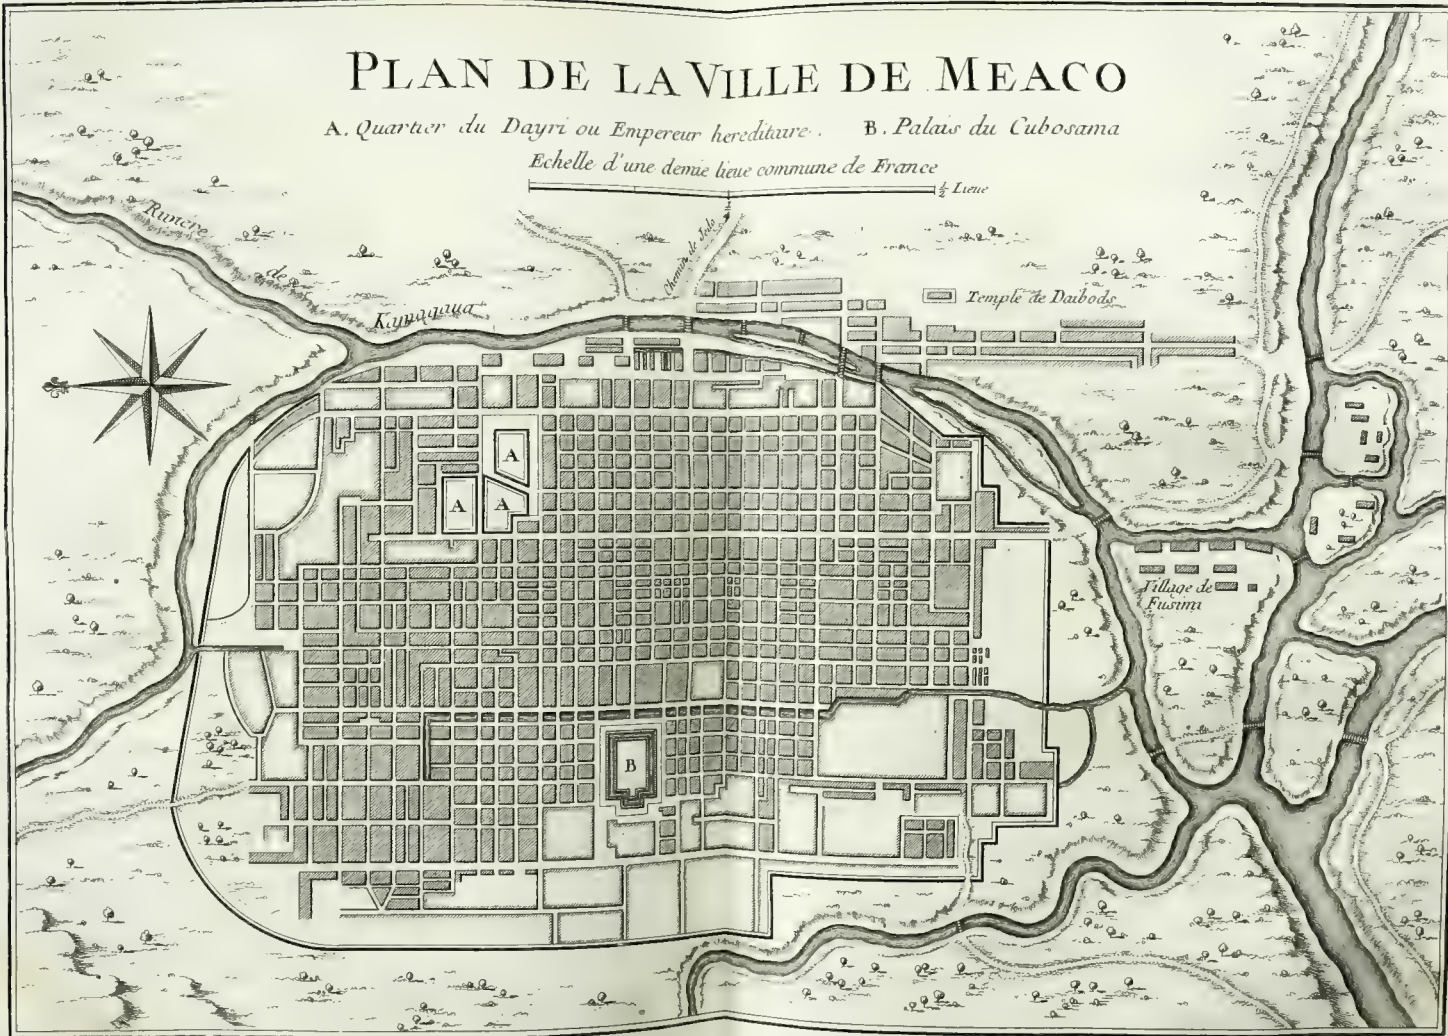 PLAN DE LA VILLE DE MEACO
A. Quartier du Dayri ou Empereur hereditaire. B. Palais du Cubosama
Echelle d'une demie lieue commune de France
½ Lieue
Riviere de Kamagaua
Chemin de Jedo
Temple de Daibods
A
A
A
Village de
Fusimi
B